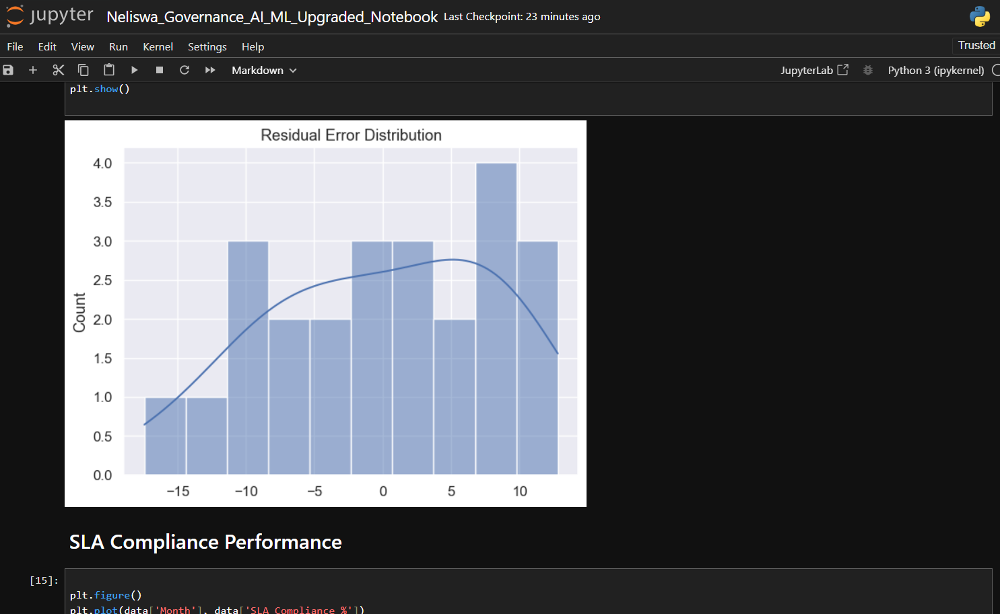 jupyter Neliswa_Governance_AI_ML_Upgraded_Notebook Last Checkpoint: 23 minutes ago
File Edit View Run Kernel Settings Help Trusted
Markdown JupyterLab Python 3 (ipykernel)
plt.show()
Residual Error Distribution
4.0
3.5
3.0
2.5
2.0
1.5
1.0
0.5
0.0
Count
−15 −10 −5 0 5 10
SLA Compliance Performance
[15]:
plt.figure()
plt.plot(data['Month'], data['SLA Compliance %'])